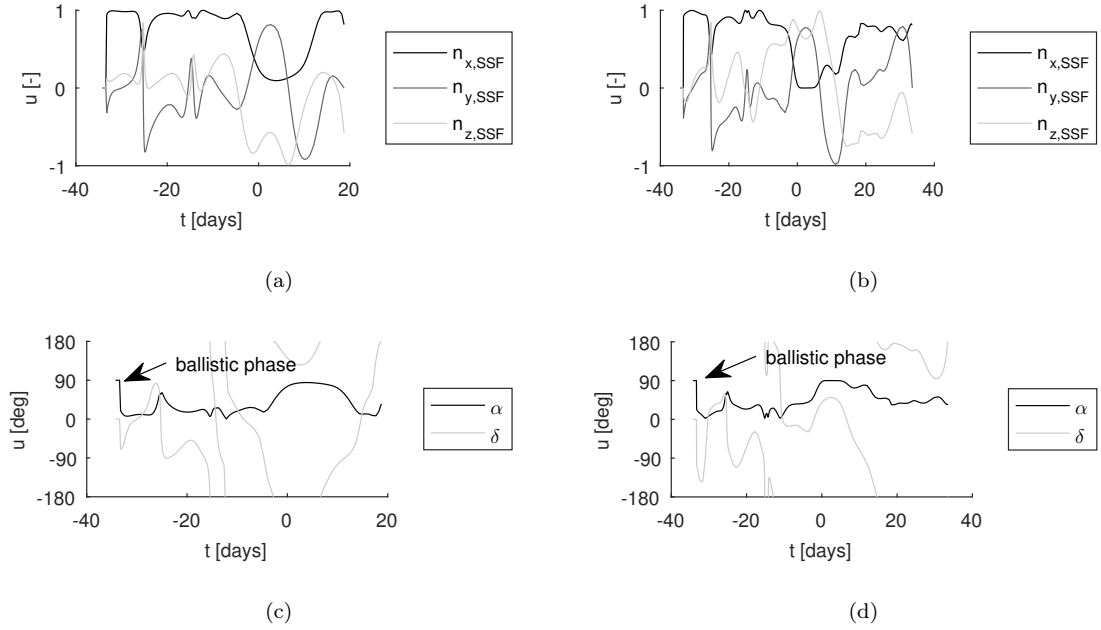 1
0
-1
u [-]
-40
-20
0
20
t [days]
n_x,SSF
n_y,SSF
n_z,SSF
(a)
1
0
-1
u [-]
-40
-20
0
20
40
t [days]
n_x,SSF
n_y,SSF
n_z,SSF
(b)
180
90
0
-90
-180
u [deg]
ballistic phase
-40
-20
0
20
t [days]
α
δ
(c)
180
90
0
-90
-180
u [deg]
ballistic phase
-40
-20
0
20
40
t [days]
α
δ
(d)